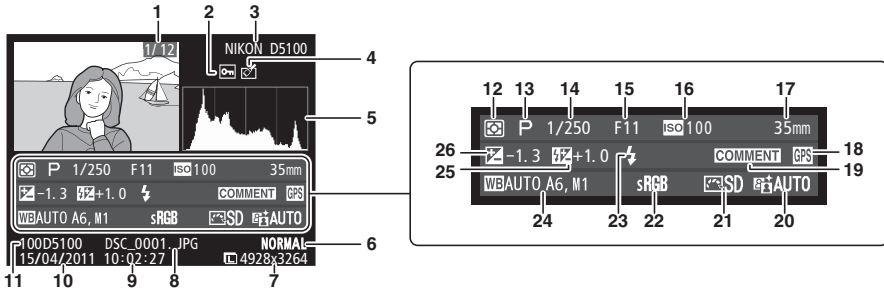 1 2 3 4
1/12 NIKON D5100
5
P 1/250 F11 ISO 100 35mm
−1. 3 +1. 0 COMMENT GPS
WB AUTO A6, M1 sRGB SD AUTO
100D5100 DSC_0001. JPG NORMAL 6
15/04/2011 10:02:27 L 4928x3264
11 10 9 8 7
12 13 14 15 16 17
P 1/250 F11 ISO 100 35mm
26 −1. 3 +1. 0 COMMENT GPS 18
25 19
WB AUTO A6, M1 sRGB SD AUTO
24 23 22 21 20